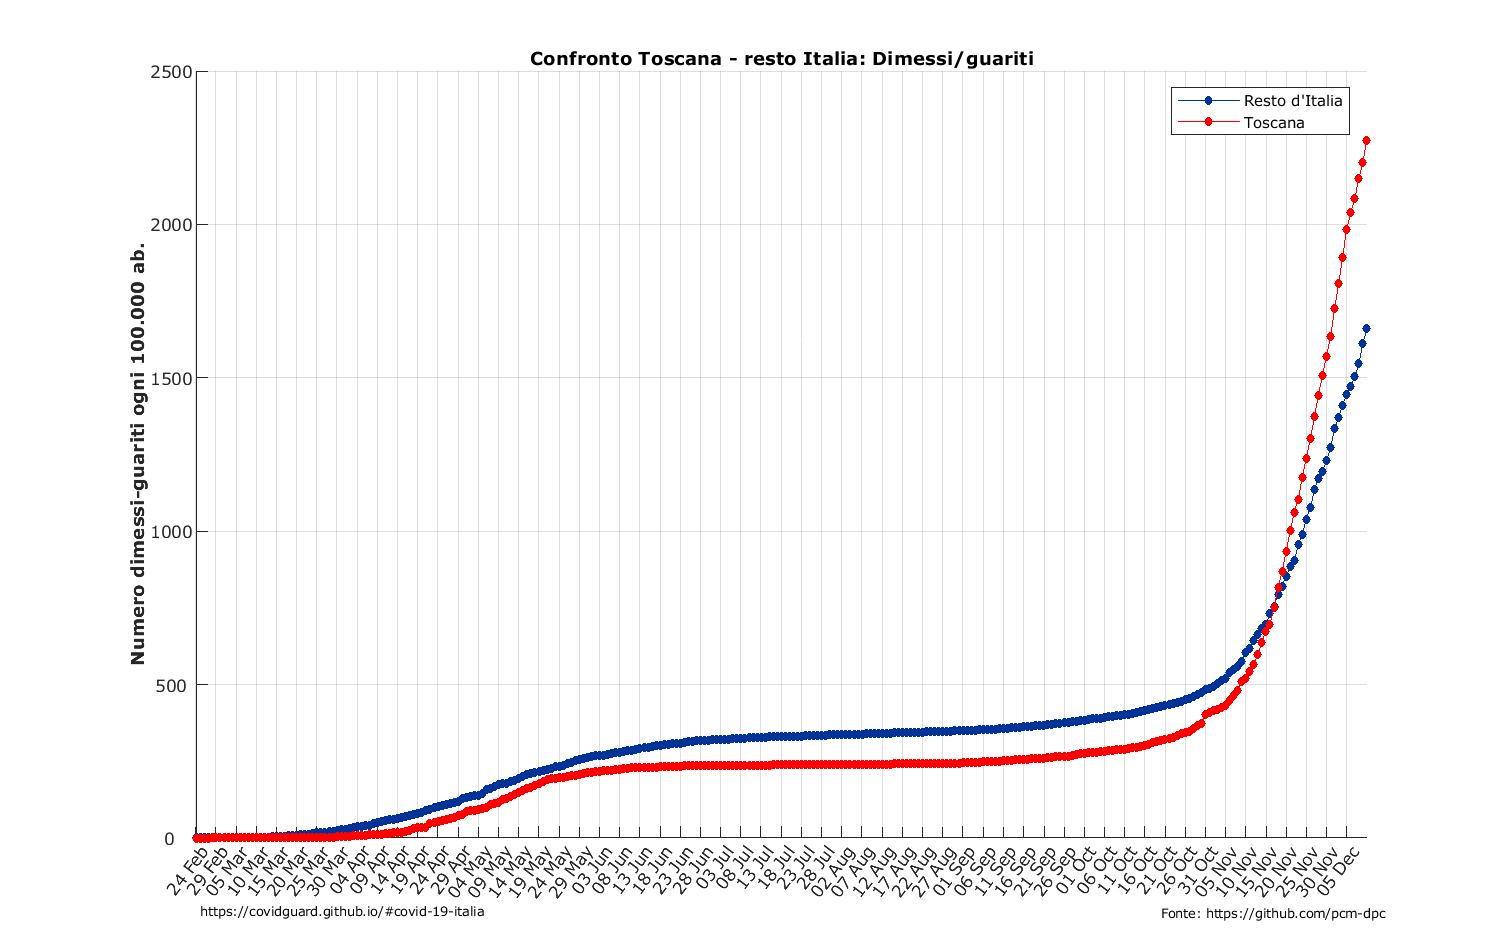 Confronto Toscana - resto Italia: Dimessi/guariti
Numero dimessi-guariti ogni 100.000 ab.
2500
2000
1500
1000
500
0
Resto d'Italia
Toscana
24 Feb
29 Feb
05 Mar
10 Mar
15 Mar
20 Mar
25 Mar
30 Mar
04 Apr
09 Apr
14 Apr
19 Apr
24 Apr
29 Apr
04 May
09 May
14 May
19 May
24 May
29 May
03 Jun
08 Jun
13 Jun
18 Jun
23 Jun
28 Jun
03 Jul
08 Jul
13 Jul
18 Jul
23 Jul
28 Jul
02 Aug
07 Aug
12 Aug
17 Aug
22 Aug
27 Aug
01 Sep
06 Sep
11 Sep
16 Sep
21 Sep
26 Sep
01 Oct
06 Oct
11 Oct
16 Oct
21 Oct
26 Oct
31 Oct
05 Nov
10 Nov
15 Nov
20 Nov
25 Nov
30 Nov
05 Dec
https://covidguard.github.io/#covid-19-italia
Fonte: https://github.com/pcm-dpc